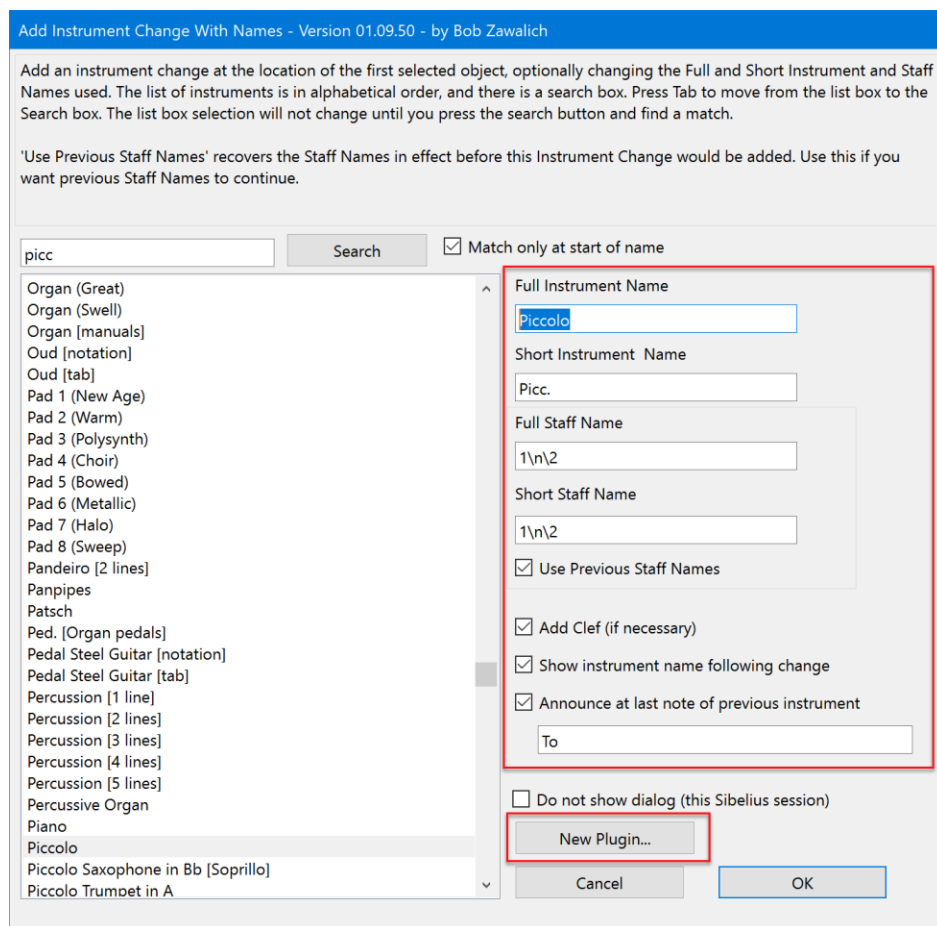 Add Instrument Change With Names - Version 01.09.50 - by Bob Zawalich
Add an instrument change at the location of the first selected object, optionally changing the Full and Short Instrument and Staff
Names used. The list of instruments is in alphabetical order, and there is a search box. Press Tab to move from the list box to the
Search box. The list box selection will not change until you press the search button and find a match.
'Use Previous Staff Names' recovers the Staff Names in effect before this Instrument Change would be added. Use this if you
want previous Staff Names to continue.
picc
Search
Match only at start of name
Organ (Great)
Organ (Swell)
Organ [manuals]
Oud [notation]
Oud [tab]
Pad 1 (New Age)
Pad 2 (Warm)
Pad 3 (Polysynth)
Pad 4 (Choir)
Pad 5 (Bowed)
Pad 6 (Metallic)
Pad 7 (Halo)
Pad 8 (Sweep)
Pandeiro [2 lines]
Panpipes
Patsch
Ped. [Organ pedals]
Pedal Steel Guitar [notation]
Pedal Steel Guitar [tab]
Percussion [1 line]
Percussion [2 lines]
Percussion [3 lines]
Percussion [4 lines]
Percussion [5 lines]
Percussive Organ
Piano
Piccolo
Piccolo Saxophone in Bb [Soprillo]
Piccolo Trumpet in A
Full Instrument Name
Piccolo
Short Instrument  Name
Picc.
Full Staff Name
1\n\2
Short Staff Name
1\n\2
Use Previous Staff Names
Add Clef (if necessary)
Show instrument name following change
Announce at last note of previous instrument
To
Do not show dialog (this Sibelius session)
New Plugin...
Cancel
OK